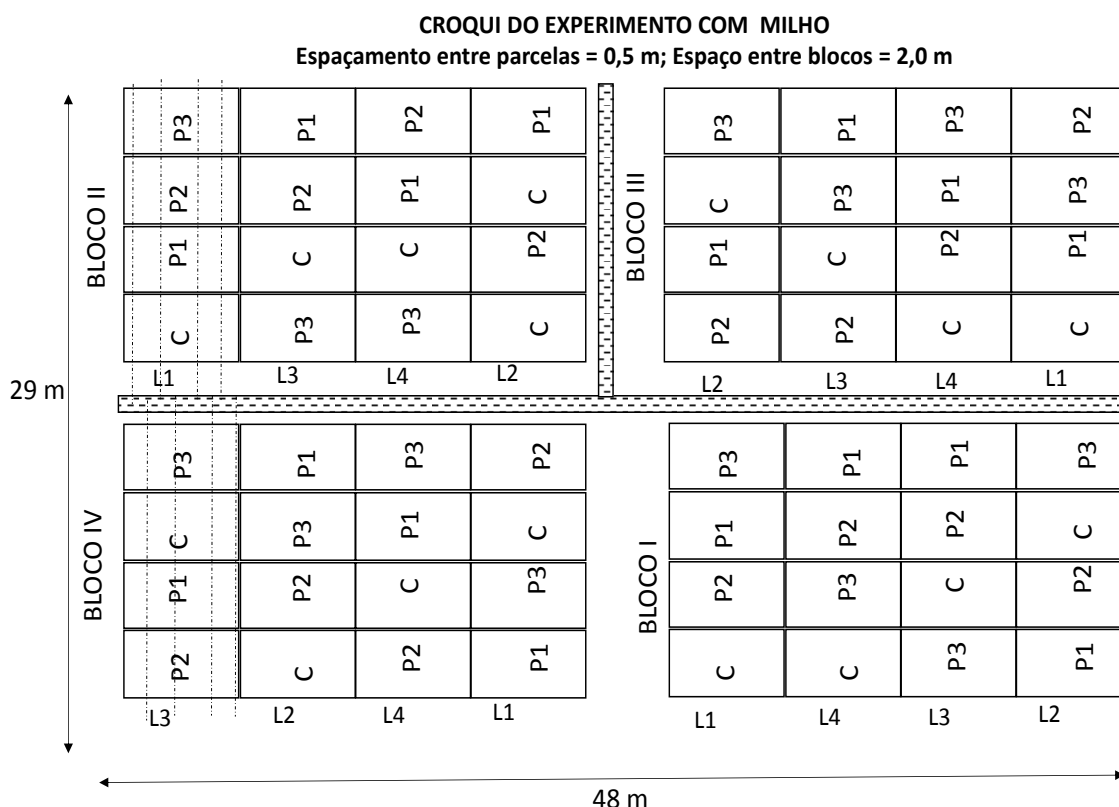 CROQUI DO EXPERIMENTO COM MILHO
Espaçamento entre parcelas = 0,5 m; Espaço entre blocos = 2,0 m
BLOCO II
P3 P1 P2 P1
P2 P2 P1 C
P1 C C P2
C P3 P3 C
L1 L3 L4 L2
BLOCO III
P3 P1 P3 P2
C P3 P1 P3
P1 C P2 P1
P2 P2 C C
L2 L3 L4 L1
29 m
BLOCO IV
P3 P1 P3 P2
C P3 P1 C
P1 P2 C P3
P2 C P2 P1
L3 L2 L4 L1
BLOCO I
P3 P1 P1 P3
P1 P2 P2 C
P2 P3 C P2
C C P3 P1
L1 L4 L3 L2
48 m